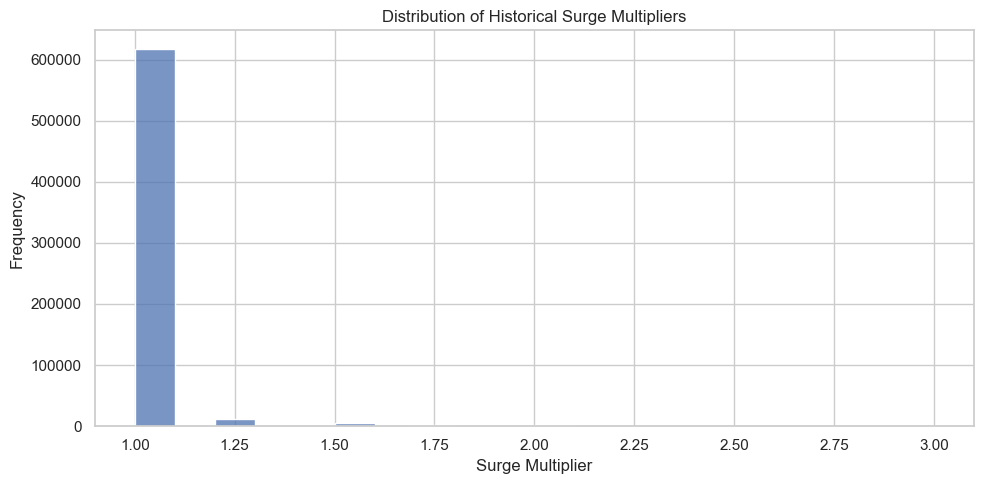 Distribution of Historical Surge Multipliers
Frequency
600000
500000
400000
300000
200000
100000
0
1.00 1.25 1.50 1.75 2.00 2.25 2.50 2.75 3.00
Surge Multiplier